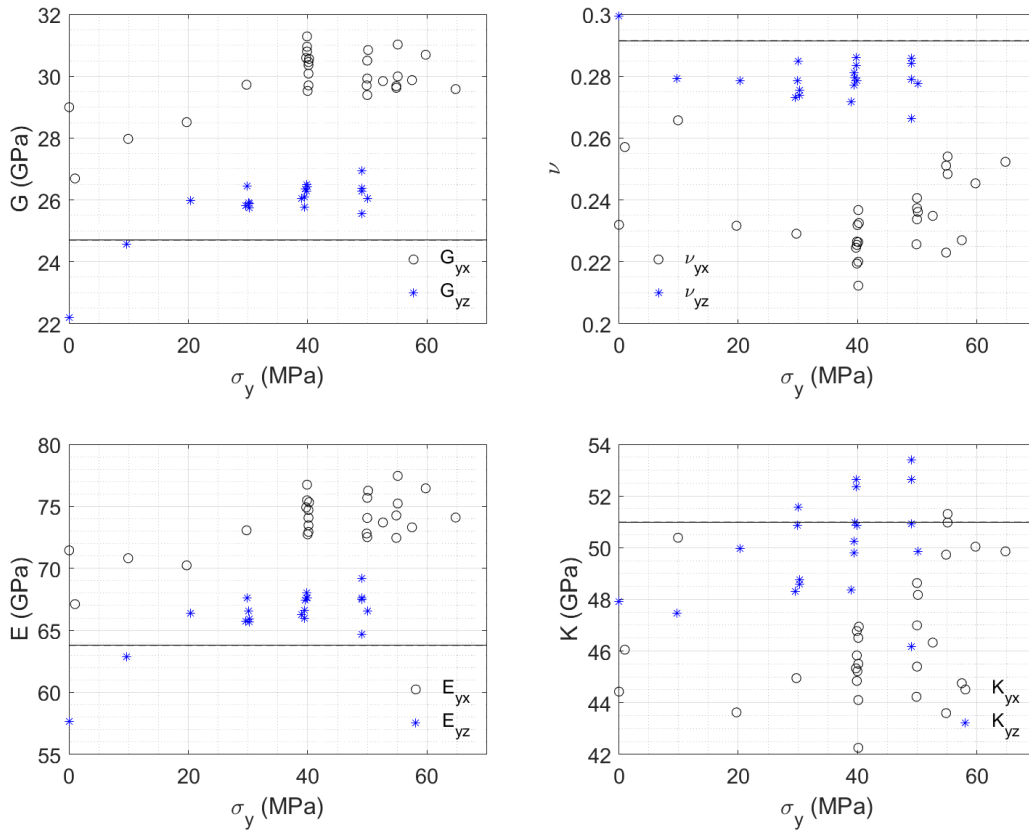 32
30
28
26
24
22
G (GPa)
0 20 40 60
σy (MPa)
Gyx
Gyz
0.3
0.28
0.26
0.24
0.22
0.2
ν
0 20 40 60
σy (MPa)
νyx
νyz
80
75
70
65
60
55
E (GPa)
0 20 40 60
σy (MPa)
Eyx
Eyz
54
52
50
48
46
44
42
K (GPa)
0 20 40 60
σy (MPa)
Kyx
Kyz